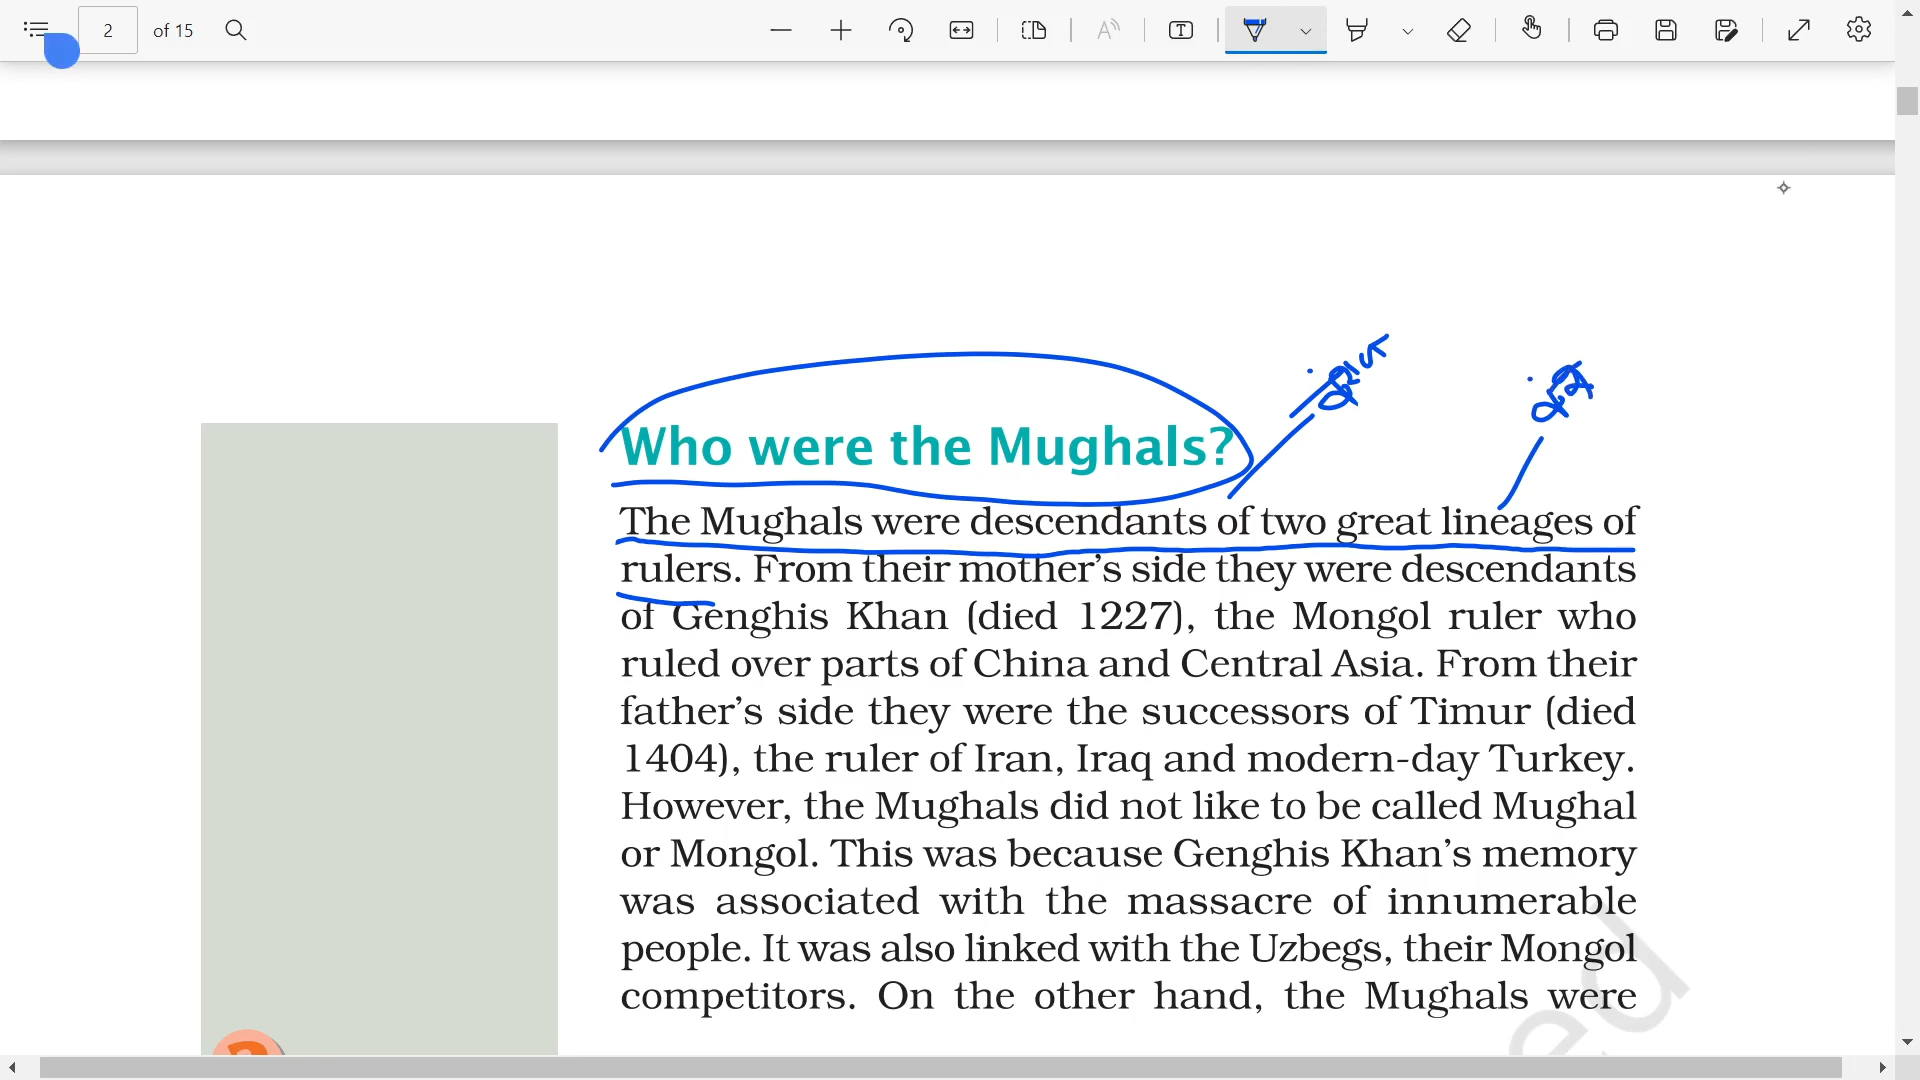 2 of 15
Who were the Mughals?
The Mughals were descendants of two great lineages of
rulers. From their mother’s side they were descendants
of Genghis Khan (died 1227), the Mongol ruler who
ruled over parts of China and Central Asia. From their
father’s side they were the successors of Timur (died
1404), the ruler of Iran, Iraq and modern-day Turkey.
However, the Mughals did not like to be called Mughal
or Mongol. This was because Genghis Khan’s memory
was associated with the massacre of innumerable
people. It was also linked with the Uzbegs, their Mongol
competitors. On the other hand, the Mughals were